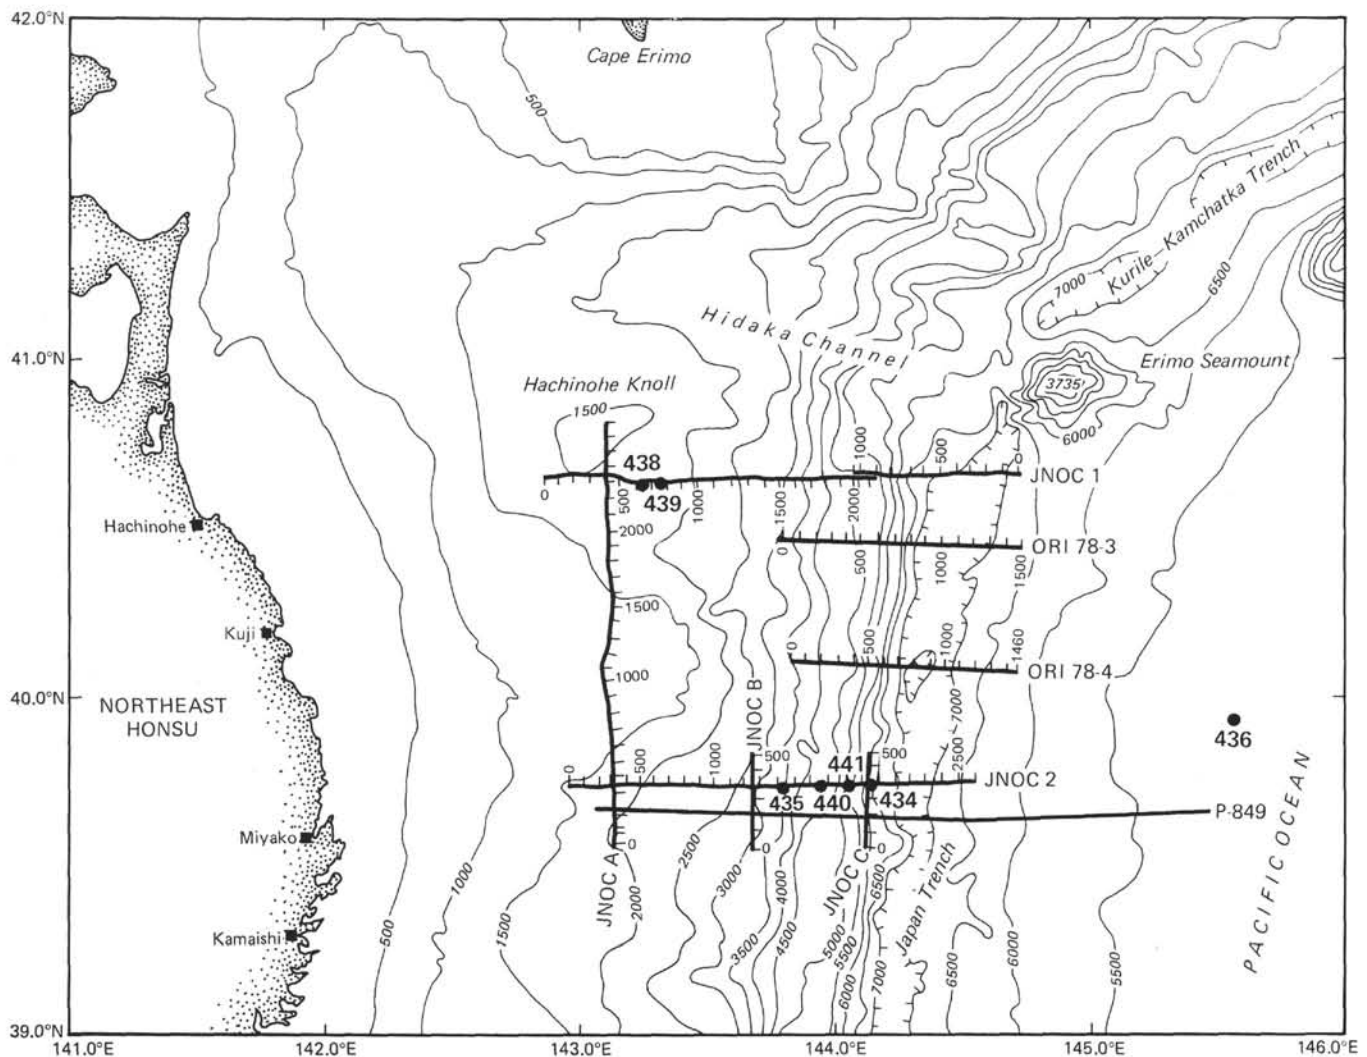 42.0°N
Cape Erimo
500
Kurile - Kamchatka Trench
7000
6500
Hidaka Channel
41.0°N
Erimo Seamount
3735'
Hachinohe Knoll
1500
6000
438
439
0
500
1000
1500
2000
1000
500
0
JNOC 1
Hachinohe
2000
0
500
1000
1500
ORI 78-3
1500
Kuji
0
500
1000
1460
ORI 78-4
1000
40.0°N
NORTHEAST
HONSU
JNOC B
7000
436
0
500
1000
500
441
500
2500
JNOC 2
435
440
434
P-849
Miyako
0
0
0
2500
3000
4000
6500
Japan Trench
JNOC A
JNOC C
2000
PACIFIC OCEAN
Kamaishi
500
1000
1500
3500
4500
5000
5500
6000
7000
6500
6000
5500
39.0°N
141.0°E
142.0°E
143.0°E
144.0°E
145.0°E
146.0°E